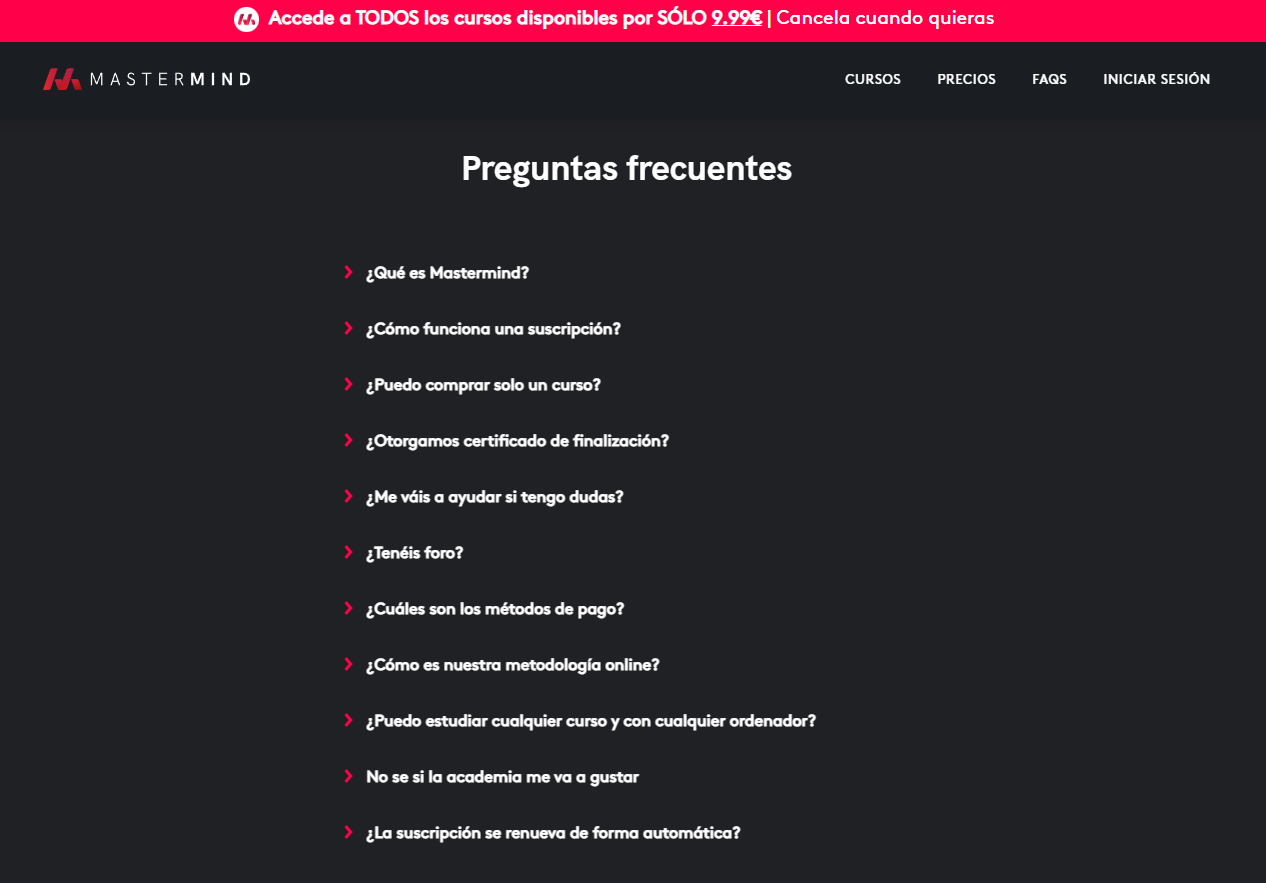 Accede a TODOS los cursos disponibles por SÓLO 9.99€ | Cancela cuando quieras
MASTERMIND
CURSOS
PRECIOS
FAQS
INICIAR SESIÓN
Preguntas frecuentes
¿Qué es Mastermind?
¿Cómo funciona una suscripción?
¿Puedo comprar solo un curso?
¿Otorgamos certificado de finalización?
¿Me váis a ayudar si tengo dudas?
¿Tenéis foro?
¿Cuáles son los métodos de pago?
¿Cómo es nuestra metodología online?
¿Puedo estudiar cualquier curso y con cualquier ordenador?
No se si la academia me va a gustar
¿La suscripción se renueva de forma automática?